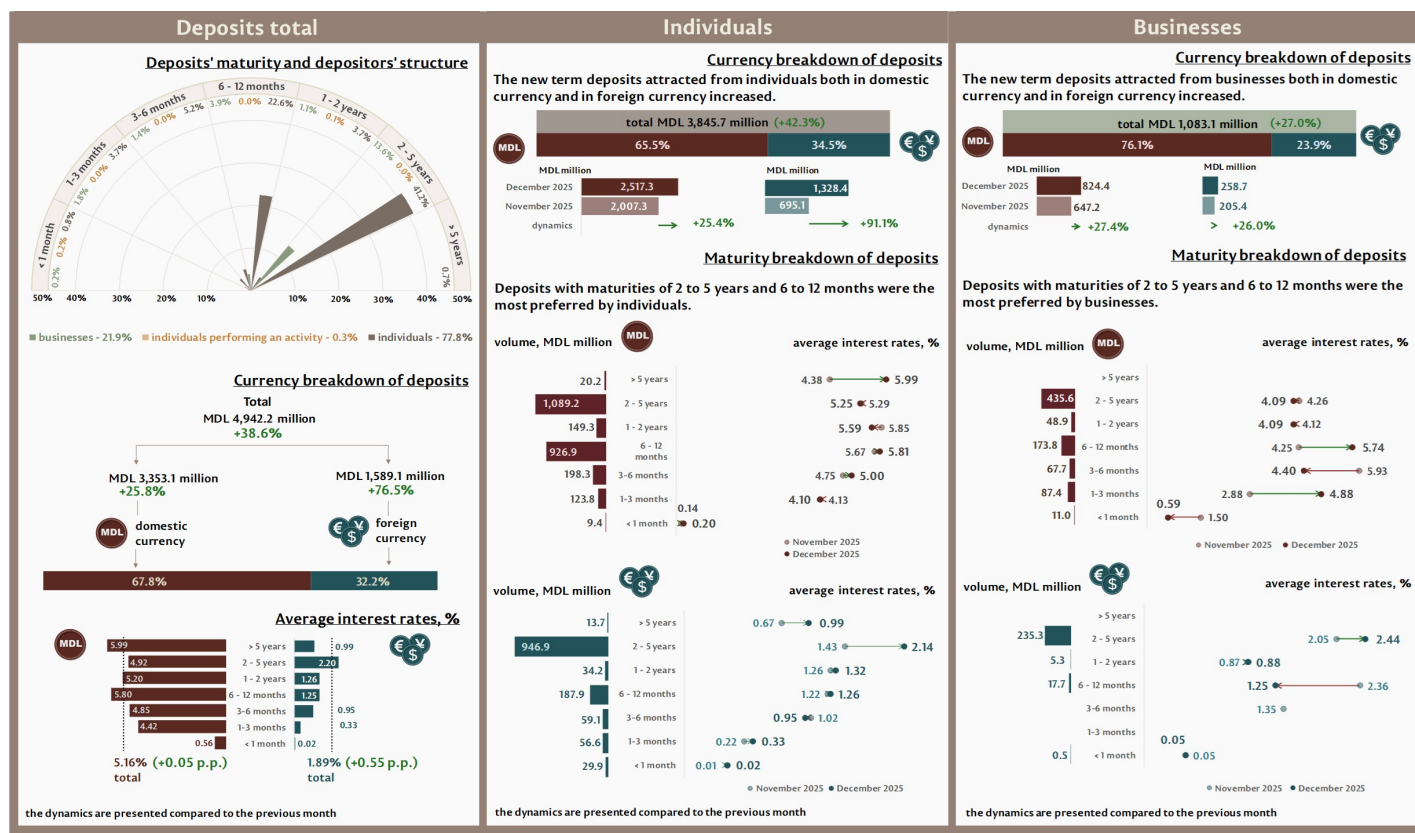 Deposits total
Deposits' maturity and depositors' structure
< 1 month
1-3 months
3-6 months
6 - 12 months
1 - 2 years
2 - 5 years
> 5 years
0.2% 0.2% 0.8%
1.8% 0.0% 3.7%
1.4% 0.0% 5.2%
3.9% 0.0% 22.6%
1.1% 0.1% 3.7%
13.6% 0.0% 41.2%
0.7%
50% 40% 30% 20% 10% 10% 20% 30% 40% 50%
businesses - 21.9% individuals performing an activity - 0.3% individuals - 77.8%
Currency breakdown of deposits
Total
MDL 4,942.2 million
+38.6%
MDL 3,353.1 million
+25.8%
MDL 1,589.1 million
+76.5%
MDL domestic currency
€ ¥ $ foreign currency
67.8% 32.2%
Average interest rates, %
MDL € ¥ $
5.99 > 5 years 0.99
4.92 2 - 5 years 2.20
5.20 1 - 2 years 1.26
5.80 6 - 12 months 1.25
4.85 3-6 months 0.95
4.42 1-3 months 0.33
0.56 < 1 month 0.02
5.16% (+0.05 p.p.) 1.89% (+0.55 p.p.)
total total
the dynamics are presented compared to the previous month
Individuals
Currency breakdown of deposits
The new term deposits attracted from individuals both in domestic
currency and in foreign currency increased.
total MDL 3,845.7 million (+42.3%)
MDL 65.5% 34.5% € ¥ $
MDL million MDL million
December 2025 2,517.3 1,328.4
November 2025 2,007.3 695.1
dynamics +25.4% +91.1%
Maturity breakdown of deposits
Deposits with maturities of 2 to 5 years and 6 to 12 months were the
most preferred by individuals.
volume, MDL million MDL average interest rates, %
20.2 > 5 years 4.38 5.99
1,089.2 2 - 5 years 5.25 5.29
149.3 1 - 2 years 5.59 5.85
926.9 6 - 12 months 5.67 5.81
198.3 3-6 months 4.75 5.00
123.8 1-3 months 4.10 4.13
0.14
9.4 < 1 month 0.20
November 2025
December 2025
volume, MDL million € ¥ $ average interest rates, %
13.7 > 5 years 0.67 0.99
946.9 2 - 5 years 1.43 2.14
34.2 1 - 2 years 1.26 1.32
187.9 6 - 12 months 1.22 1.26
59.1 3-6 months 0.95 1.02
56.6 1-3 months 0.22 0.33
29.9 < 1 month 0.01 0.02
November 2025 December 2025
the dynamics are presented compared to the previous month
Businesses
Currency breakdown of deposits
The new term deposits attracted from businesses both in domestic
currency and in foreign currency increased.
total MDL 1,083.1 million (+27.0%)
MDL 76.1% 23.9% € ¥ $
MDL million MDL million
December 2025 824.4 258.7
November 2025 647.2 205.4
dynamics +27.4% +26.0%
Maturity breakdown of deposits
Deposits with maturities of 2 to 5 years and 6 to 12 months were the
most preferred by businesses.
volume, MDL million MDL average interest rates, %
> 5 years
435.6 2 - 5 years 4.09 4.26
48.9 1 - 2 years 4.09 4.12
173.8 6 - 12 months 4.25 5.74
67.7 3-6 months 4.40 5.93
87.4 1-3 months 2.88 4.88
0.59
11.0 < 1 month 1.50
November 2025 December 2025
volume, MDL million € ¥ $ average interest rates, %
> 5 years
235.3 2 - 5 years 2.05 2.44
5.3 1 - 2 years 0.87 0.88
17.7 6 - 12 months 1.25 2.36
3-6 months 1.35
1-3 months
0.05
0.5 < 1 month 0.05
November 2025 December 2025
the dynamics are presented compared to the previous month